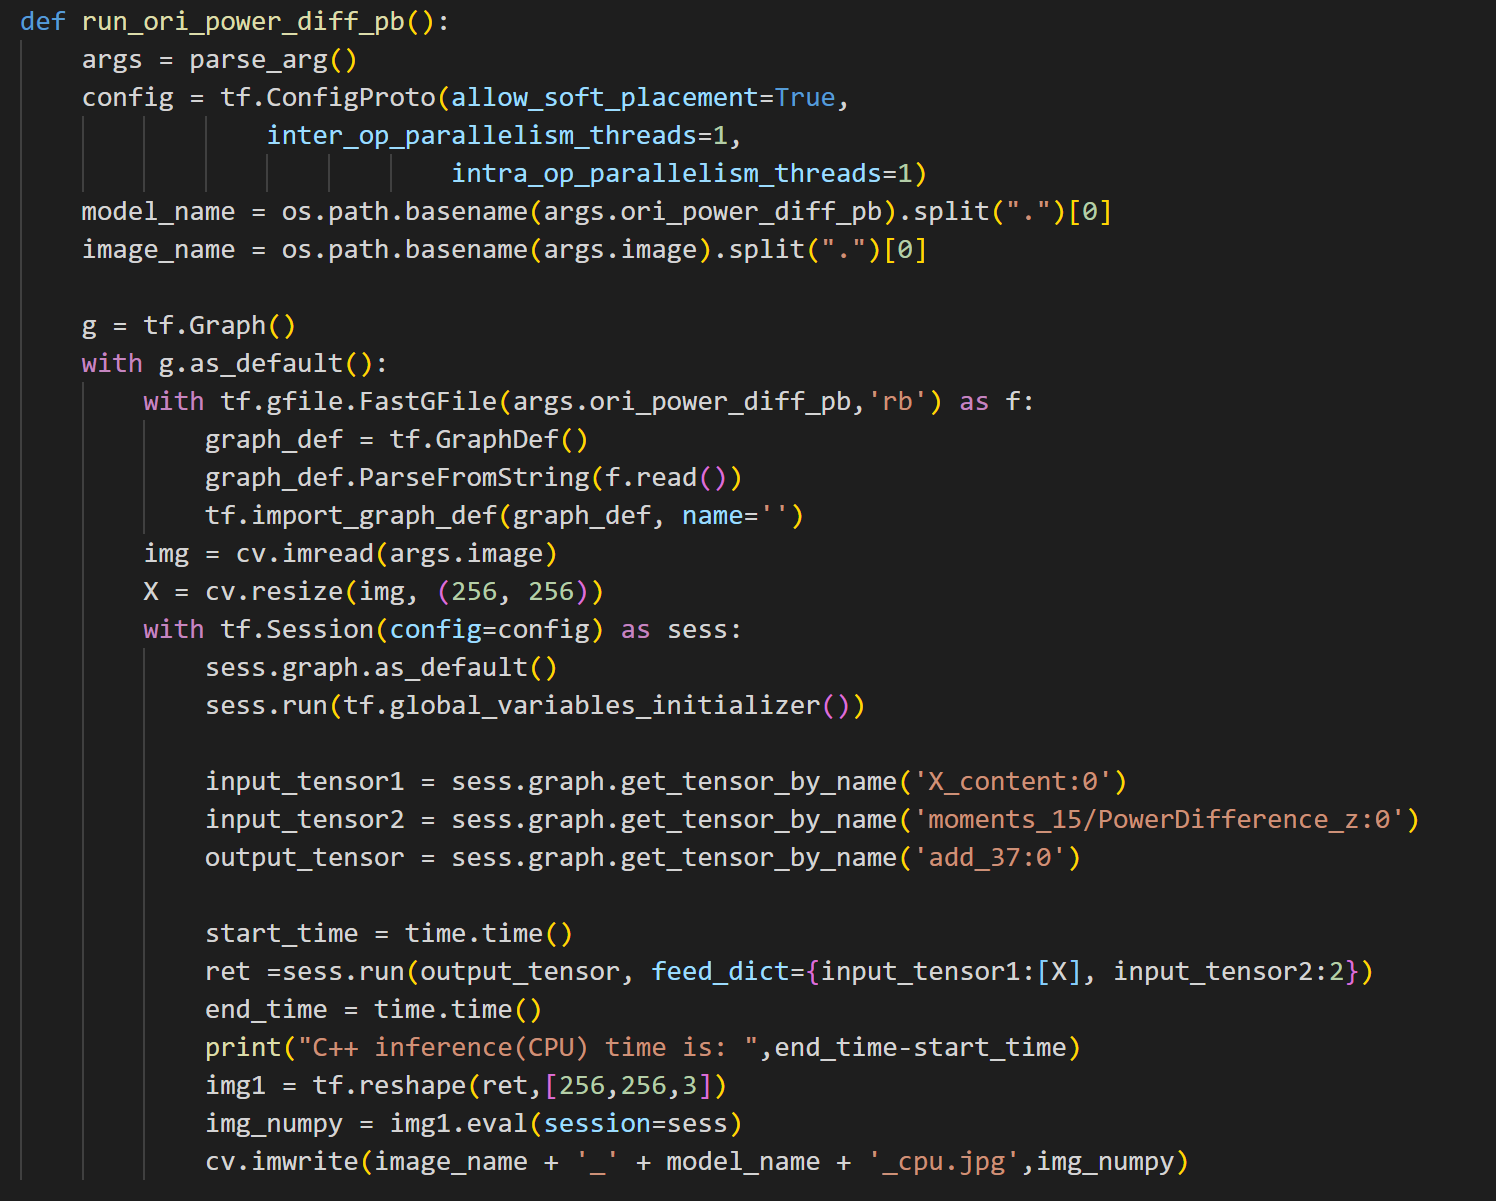 def run_ori_power_diff_pb():
    args = parse_arg()
    config = tf.ConfigProto(allow_soft_placement=True,
                inter_op_parallelism_threads=1,
                            intra_op_parallelism_threads=1)
    model_name = os.path.basename(args.ori_power_diff_pb).split(".")[0]
    image_name = os.path.basename(args.image).split(".")[0]

    g = tf.Graph()
    with g.as_default():
        with tf.gfile.FastGFile(args.ori_power_diff_pb,'rb') as f:
            graph_def = tf.GraphDef()
            graph_def.ParseFromString(f.read())
            tf.import_graph_def(graph_def, name='')
        img = cv.imread(args.image)
        X = cv.resize(img, (256, 256))
        with tf.Session(config=config) as sess:
            sess.graph.as_default()
            sess.run(tf.global_variables_initializer())

            input_tensor1 = sess.graph.get_tensor_by_name('X_content:0')
            input_tensor2 = sess.graph.get_tensor_by_name('moments_15/PowerDifference_z:0')
            output_tensor = sess.graph.get_tensor_by_name('add_37:0')

            start_time = time.time()
            ret =sess.run(output_tensor, feed_dict={input_tensor1:[X], input_tensor2:2})
            end_time = time.time()
            print("C++ inference(CPU) time is: ",end_time-start_time)
            img1 = tf.reshape(ret,[256,256,3])
            img_numpy = img1.eval(session=sess)
            cv.imwrite(image_name + '_' + model_name + '_cpu.jpg',img_numpy)